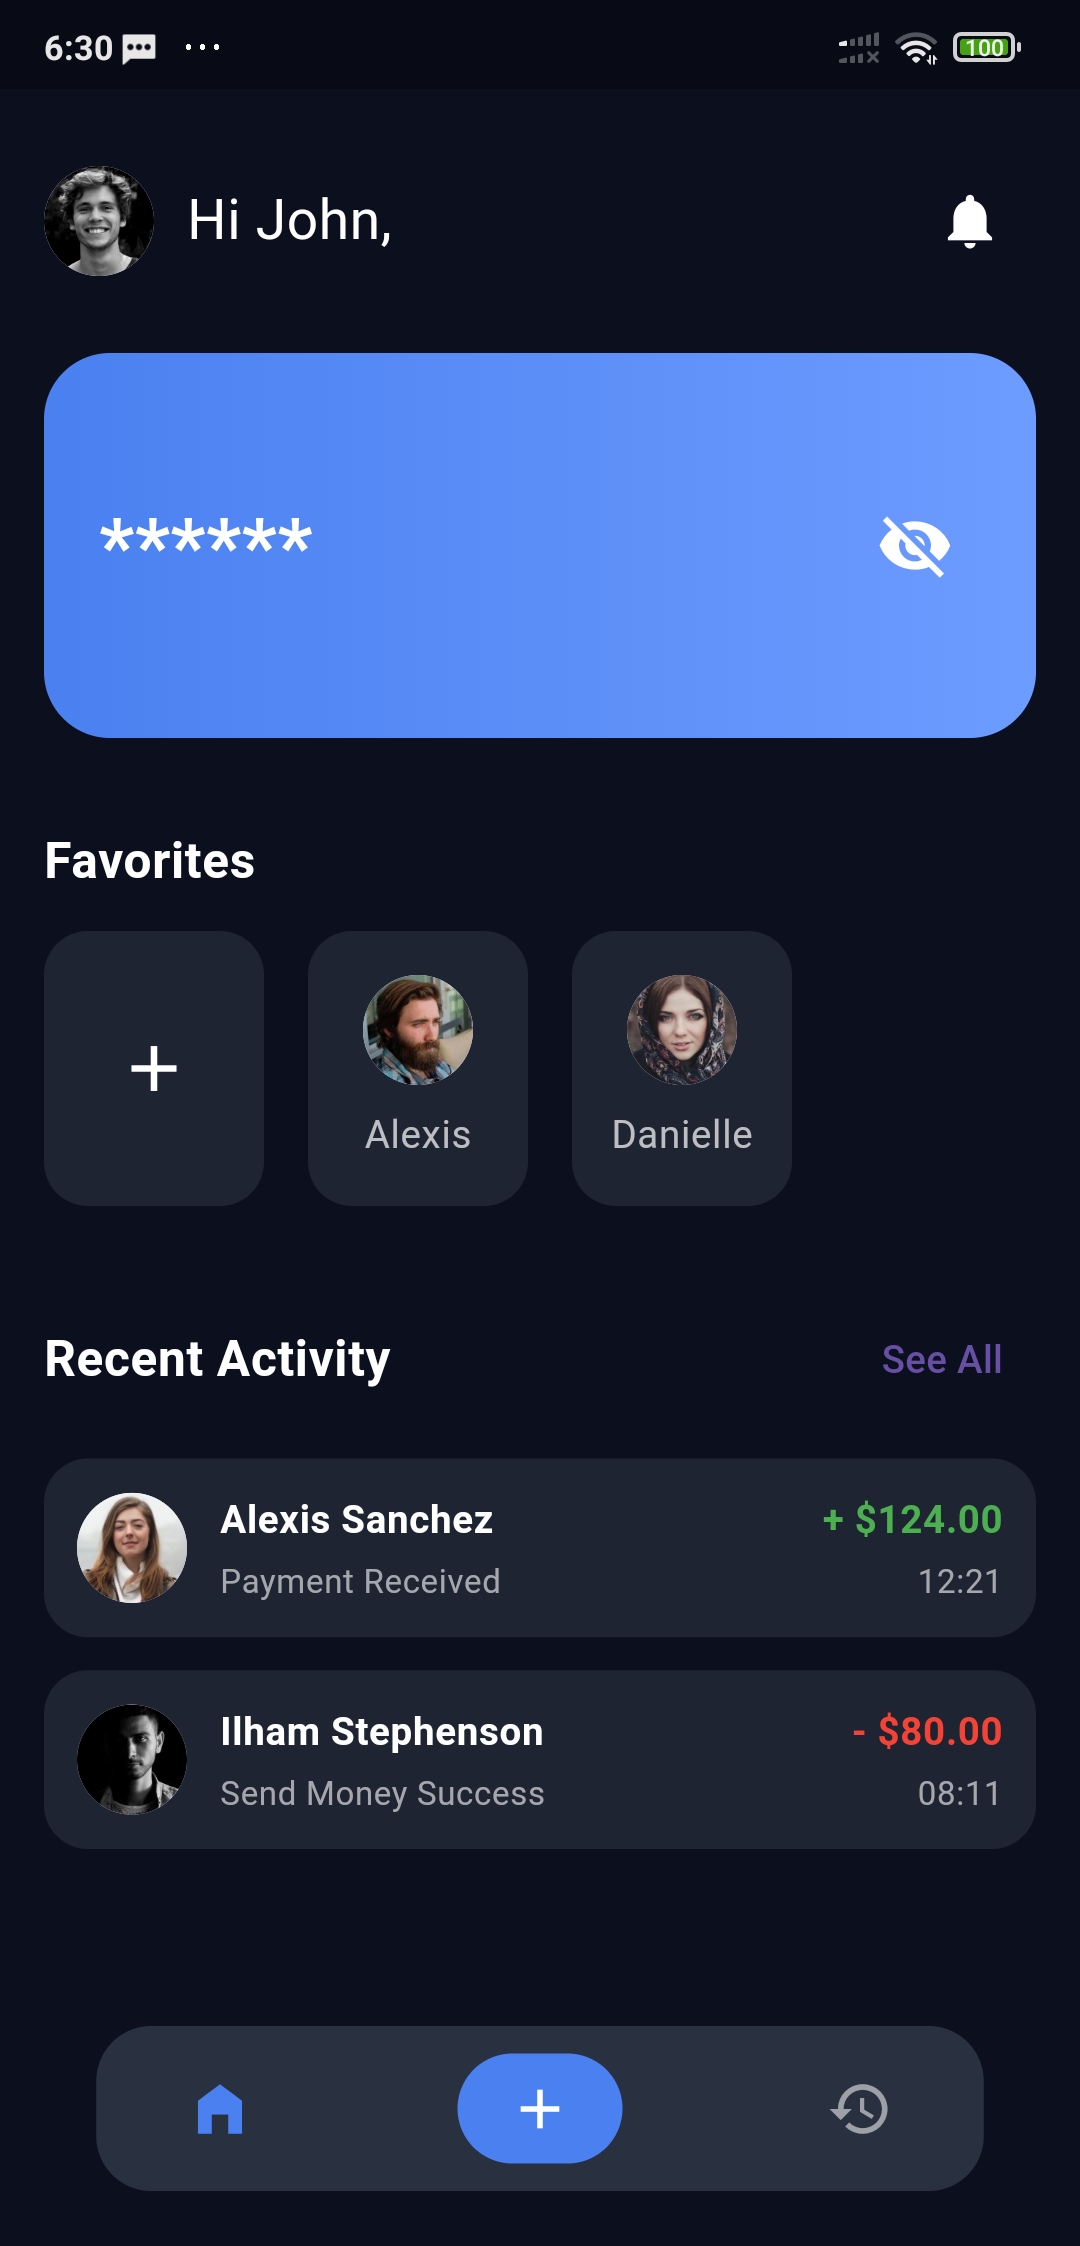 6:30
100
Hi John,
******
Favorites
Alexis
Danielle
Recent Activity
See All
Alexis Sanchez
+ $124.00
Payment Received
12:21
Ilham Stephenson
- $80.00
Send Money Success
08:11